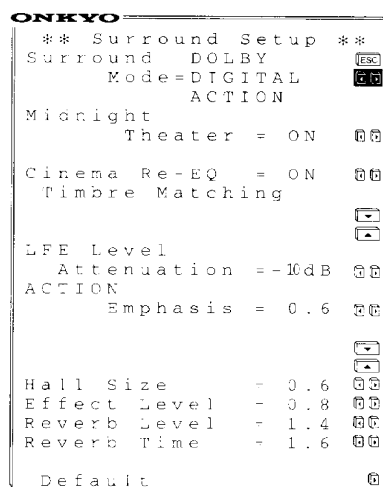 ONKYO
** Surround Setup **
Surround DOLBY ESC
Mode=DIGITAL
ACTION
Midnight
Theater = ON
Cinema Re-EQ = ON
Timbre Matching
LFE Level
Attenuation =-10dB
ACTION
Emphasis = 0.6
Hall Size = 0.6
Effect Level = 0.8
Reverb Level = 1.4
Reverb Time = 1.6
Default